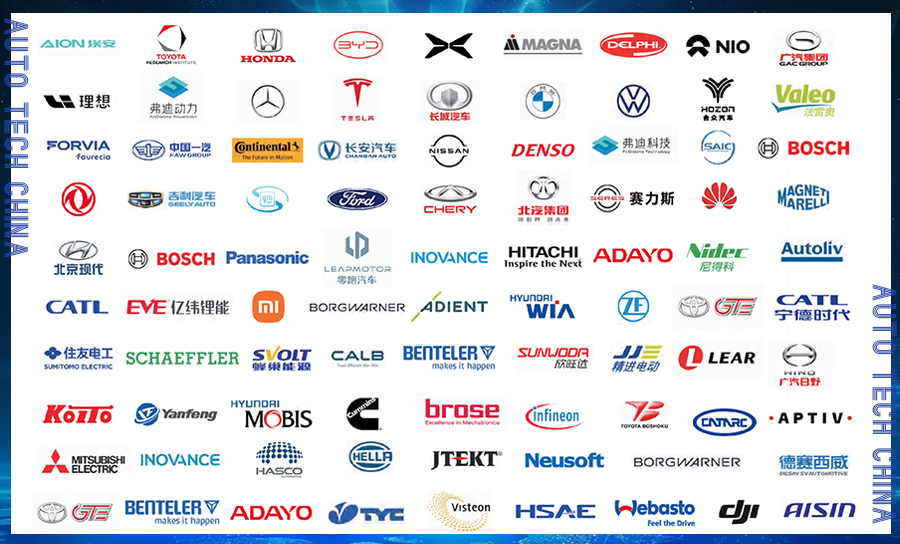 AUTO TECH CHINA
AION 埃安
TOYOTA
RESEARCH INSTITUTE
HONDA
BYD
MAGNA
DELPHI
NIO
广汽集团
GAC GROUP
理想
弗迪动力
FinDreams Powertrain
TESLA
长城汽车
BMW
HOZON
合众汽车
Valeo
法雷奥
FORVIA
faurecia
中国一汽
FAW GROUP
Continental
The Future in Motion
长安汽车
CHANGAN AUTO
NISSAN
DENSO
弗迪科技
FinDreams Technology
SAIC
BOSCH
吉利汽车
GEELY AUTO
Ford
CHERY
北汽集团
SERES
赛力斯
MAGNETI
MARELLI
北京现代
BOSCH
Panasonic
LEAPMOTOR
零跑汽车
INOVANCE
HITACHI
Inspire the Next
ADAYO
Nidec
尼得科
Autoliv
CATL
EVE 亿纬锂能
mi
BORGWARNER
ADIENT
HYUNDAI
WIA
ZF
GTE
CATL
宁德时代
住友电工
SUMITOMO ELECTRIC
SCHAEFFLER
SVOLT
蜂巢能源
CALB
BENTELER
makes it happen
SUNWODA
欣旺达
JJE
精进电动
LEAR
HINO
广汽日野
KOITO
Yanfeng
HYUNDAI
MOBIS
Cummins
brose
Excellence in Mechatronics
infineon
TOYOTA BOSHOKU
CATARC
APTIV
MITSUBISHI
ELECTRIC
INOVANCE
HASCO
HELLA
JTEKT
Neusoft
BORGWARNER
德赛西威
DESAY SV AUTOMOTIVE
GTE
BENTELER
makes it happen
ADAYO
TYC
Visteon
HSAE
Webasto
Feel the Drive
dji
AISIN
AUTO TECH CHINA